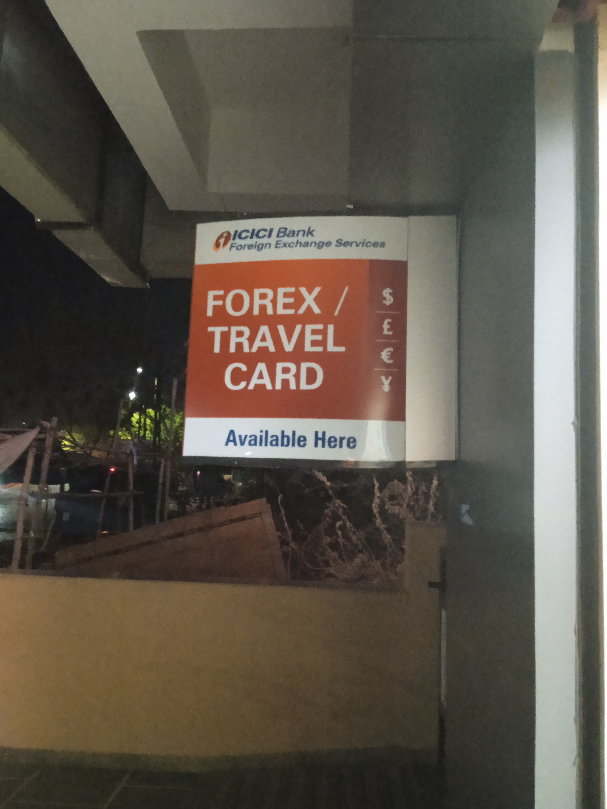 ICICI Bank
Foreign Exchange Services
FOREX /
TRAVEL
CARD
$
£
€
¥
Available Here